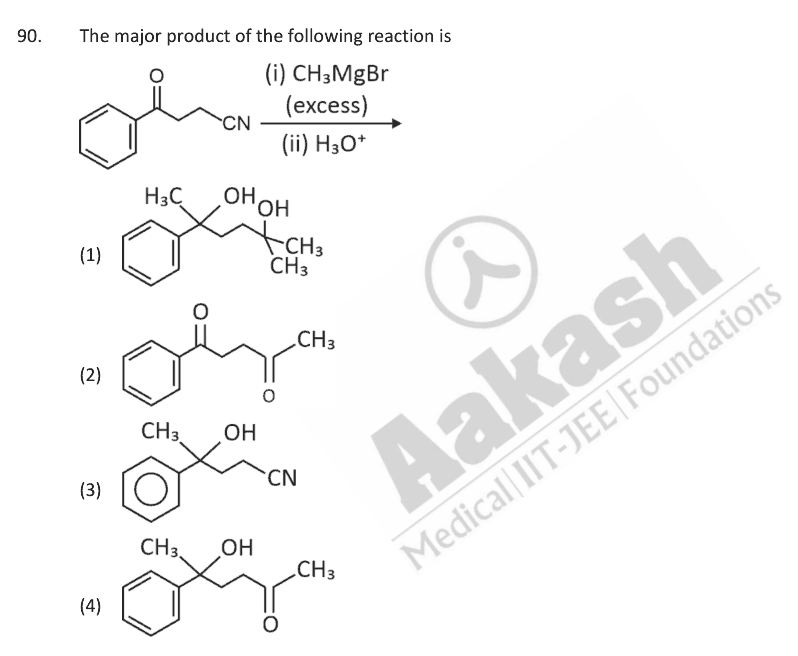 90. The major product of the following reaction is
O
CN
(i) CH₃MgBr
(excess)
(ii) H₃O⁺
(1)
H₃C OH OH
CH₃
CH₃
(2)
O
CH₃
O
(3)
CH₃ OH
CN
(4)
CH₃ OH
CH₃
O
Aakash
Medical|IIT-JEE|Foundations